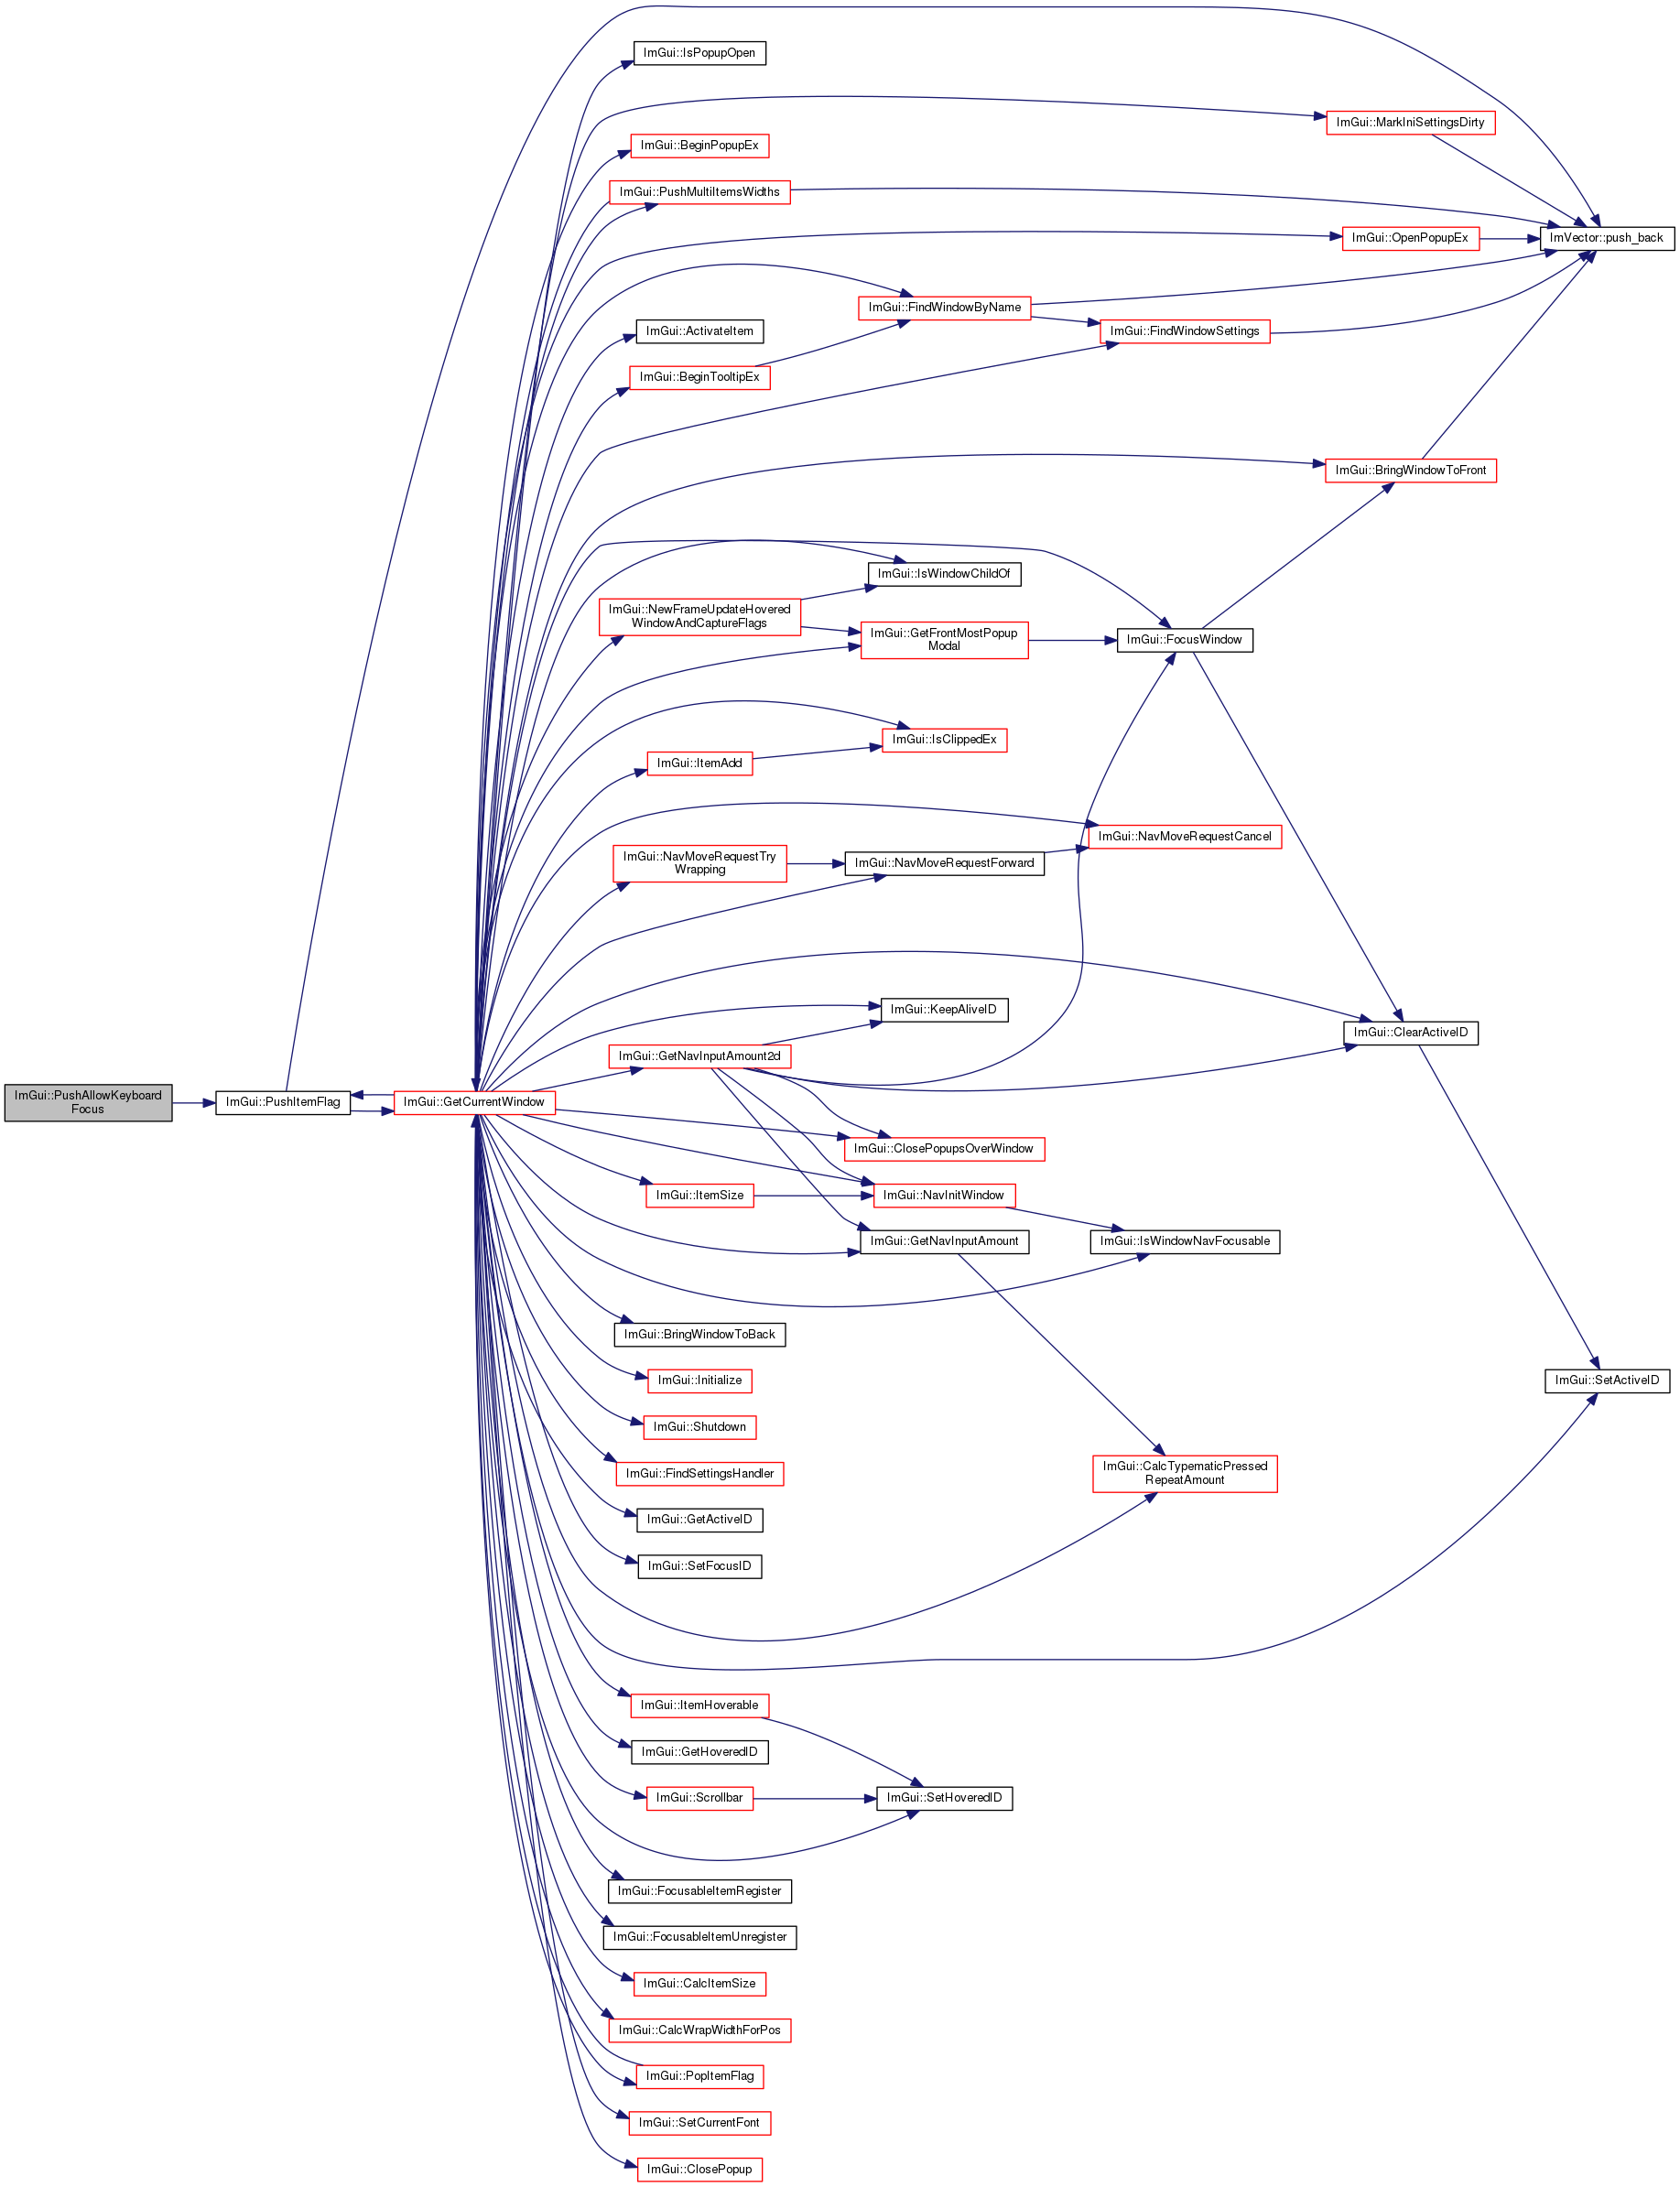 ImGui::IsPopupOpen
ImGui::MarkIniSettingsDirty
ImGui::BeginPopupEx
ImGui::PushMultiItemsWidths
ImGui::OpenPopupEx
ImVector::push_back
ImGui::FindWindowByName
ImGui::ActivateItem
ImGui::FindWindowSettings
ImGui::BeginTooltipEx
ImGui::BringWindowToFront
ImGui::IsWindowChildOf
ImGui::NewFrameUpdateHovered
WindowAndCaptureFlags
ImGui::GetFrontMostPopup
Modal
ImGui::FocusWindow
ImGui::IsClippedEx
ImGui::ItemAdd
ImGui::NavMoveRequestCancel
ImGui::NavMoveRequestTry
Wrapping
ImGui::NavMoveRequestForward
ImGui::KeepAliveID
ImGui::ClearActiveID
ImGui::GetNavInputAmount2d
ImGui::PushAllowKeyboard
Focus
ImGui::PushItemFlag
ImGui::GetCurrentWindow
ImGui::ClosePopupsOverWindow
ImGui::ItemSize
ImGui::NavInitWindow
ImGui::GetNavInputAmount
ImGui::IsWindowNavFocusable
ImGui::BringWindowToBack
ImGui::Initialize
ImGui::SetActiveID
ImGui::Shutdown
ImGui::FindSettingsHandler
ImGui::CalcTypematicPressed
RepeatAmount
ImGui::GetActiveID
ImGui::SetFocusID
ImGui::ItemHoverable
ImGui::GetHoveredID
ImGui::Scrollbar
ImGui::SetHoveredID
ImGui::FocusableItemRegister
ImGui::FocusableItemUnregister
ImGui::CalcItemSize
ImGui::CalcWrapWidthForPos
ImGui::PopItemFlag
ImGui::SetCurrentFont
ImGui::ClosePopup